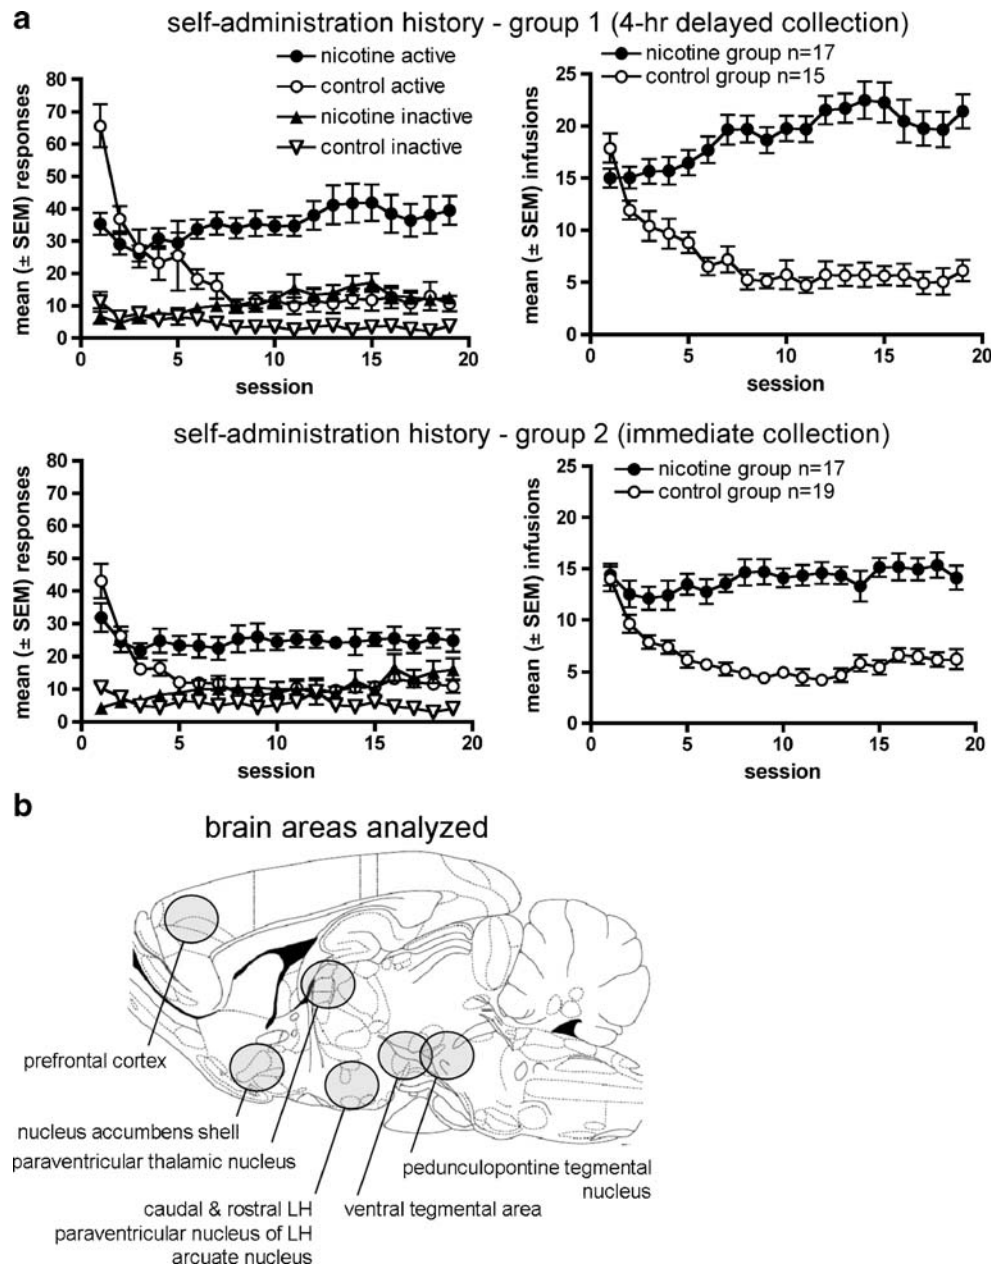 a
self-administration history - group 1 (4-hr delayed collection)
nicotine active
control active
nicotine inactive
control inactive
mean (± SEM) responses
80
70
60
50
40
30
20
10
0
0 5 10 15 20
session
nicotine group n=17
control group n=15
mean (± SEM) infusions
25
20
15
10
5
0
0 5 10 15 20
session
self-administration history - group 2 (immediate collection)
mean (± SEM) responses
80
70
60
50
40
30
20
10
0
0 5 10 15 20
session
nicotine group n=17
control group n=19
mean (± SEM) infusions
25
20
15
10
5
0
0 5 10 15 20
session
b
brain areas analyzed
prefrontal cortex
nucleus accumbens shell
paraventricular thalamic nucleus
caudal & rostral LH
paraventricular nucleus of LH
arcuate nucleus
ventral tegmental area
pedunculopontine tegmental
nucleus